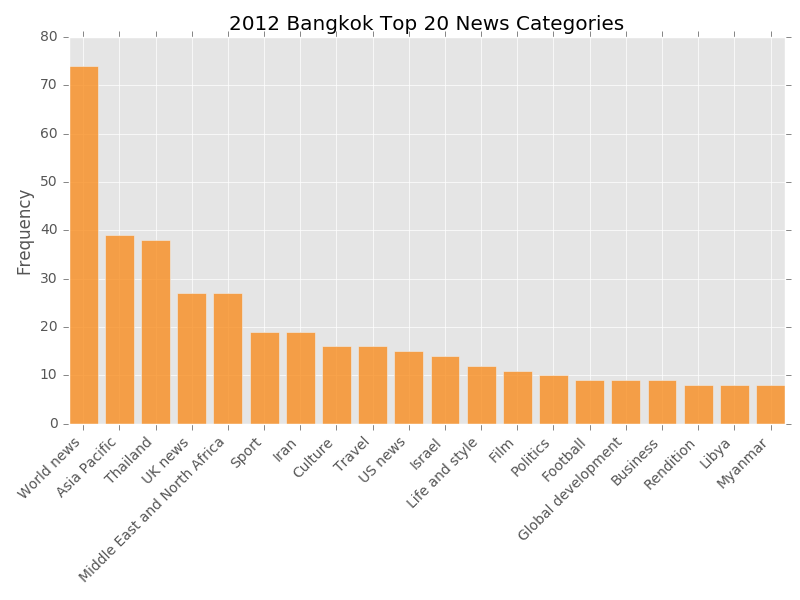 2012 Bangkok Top 20 News Categories
80
70
60
50
40
30
20
10
0
Frequency
World news
Asia Pacific
Thailand
UK news
Middle East and North Africa
Sport
Iran
Culture
Travel
US news
Israel
Life and style
Film
Politics
Football
Global development
Business
Rendition
Libya
Myanmar